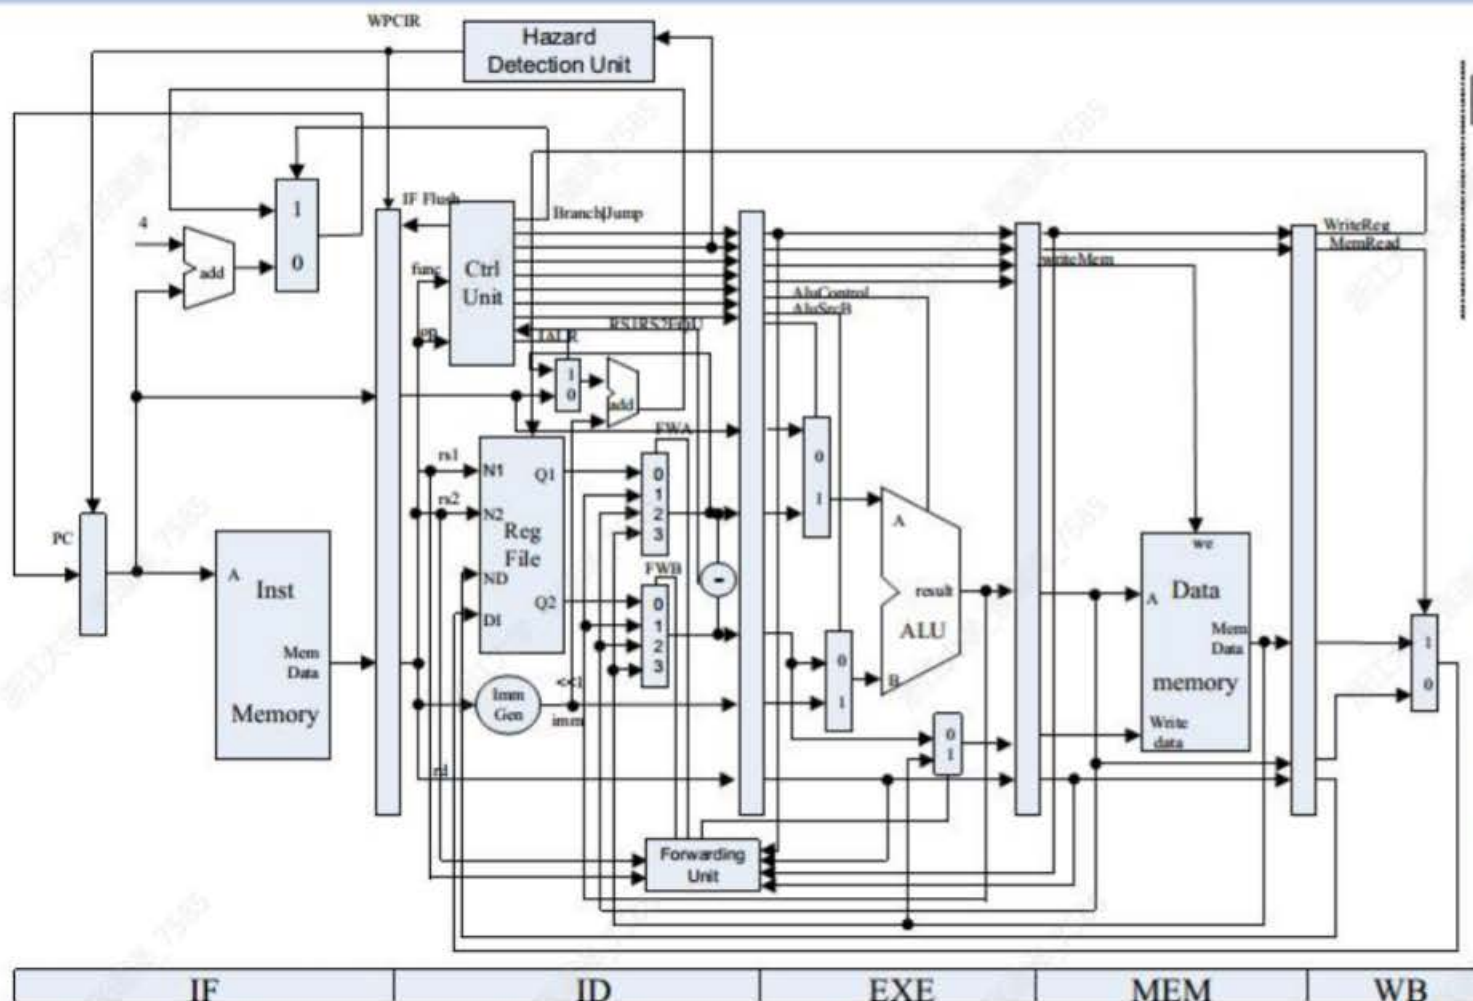 WPCIR
Hazard
Detection Unit
IF Flush
Branch|Jump
WriteReg
MemRead
1
0
4
add
func
Ctrl
Unit
writeMem
AluControl
AluSrcB
op
RS1RS2EQU
JALR
1
0
add
FWA
0
1
rs1
N1
Q1
0
1
2
3
rs2
N2
Reg
File
PC
A
Inst
Mem
Data
Memory
ND
DI
Q2
FWB
0
1
2
3
-
A
result
ALU
B
we
A
Data
Mem
Data
memory
Write
data
1
0
0
1
<<1
Imm
Gen
imm
0
1
rd
Forwarding
Unit
IF
ID
EXE
MEM
WB